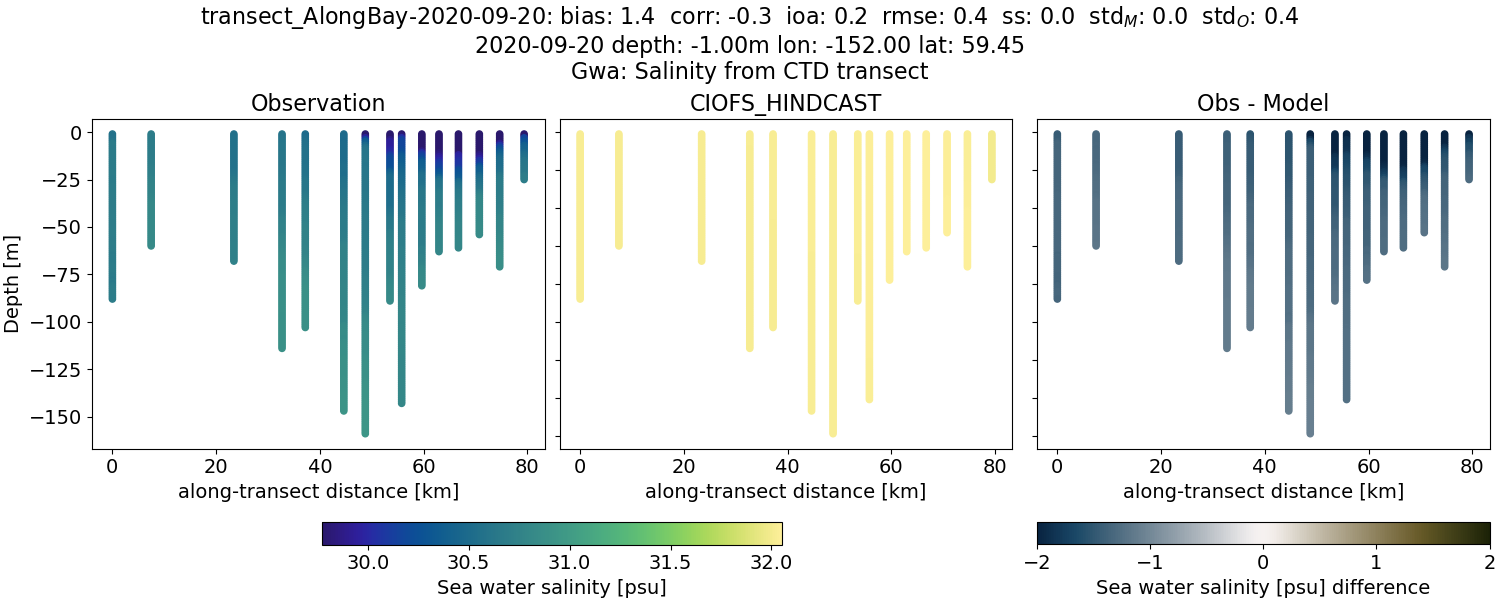 transect_AlongBay-2020-09-20: bias: 1.4 corr: -0.3 ioa: 0.2 rmse: 0.4 ss: 0.0 std_M: 0.0 std_O: 0.4
2020-09-20 depth: -1.00m lon: -152.00 lat: 59.45
Gwa: Salinity from CTD transect
Observation CIOFS_HINDCAST Obs - Model
0
−25
−50
−75
−100
−125
−150
Depth [m]
0 20 40 60 80 0 20 40 60 80 0 20 40 60 80
along-transect distance [km] along-transect distance [km] along-transect distance [km]
30.0 30.5 31.0 31.5 32.0 −2 −1 0 1 2
Sea water salinity [psu] Sea water salinity [psu] difference